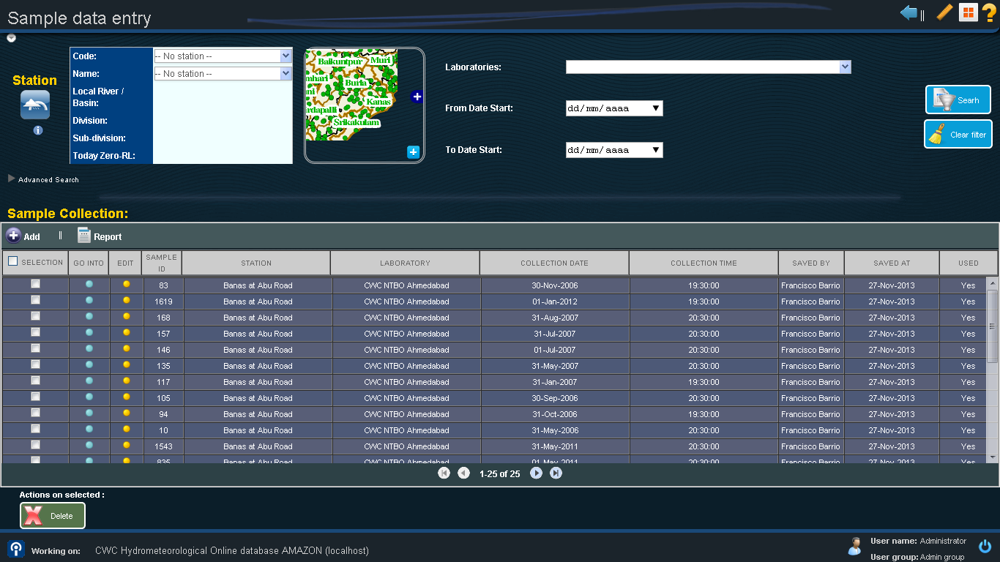 Sample data entry
Station
Code: -- No station --
Name: -- No station --
Local River /
Basin:
Division:
Sub-division:
Today Zero-RL:
Baikuntpur Muri
mhari
Burla
ni
Kanas
rdapalli
Srikakulam
Laboratories:
From Date Start: dd/mm/aaaa
To Date Start: dd/mm/aaaa
Searh
Clear filter
Advanced Search
Sample Collection:
Add || Report
SELECTION GO INTO EDIT SAMPLE ID STATION LABORATORY COLLECTION DATE COLLECTION TIME SAVED BY SAVED AT USED
83 Banas at Abu Road CWC NTBO Ahmedabad 30-Nov-2006 19:30:00 Francisco Barrio 27-Nov-2013 Yes
1619 Banas at Abu Road CWC NTBO Ahmedabad 01-Jan-2012 19:30:00 Francisco Barrio 27-Nov-2013 Yes
168 Banas at Abu Road CWC NTBO Ahmedabad 31-Aug-2007 20:30:00 Francisco Barrio 27-Nov-2013 Yes
157 Banas at Abu Road CWC NTBO Ahmedabad 31-Jul-2007 20:30:00 Francisco Barrio 27-Nov-2013 Yes
146 Banas at Abu Road CWC NTBO Ahmedabad 01-Jul-2007 20:30:00 Francisco Barrio 27-Nov-2013 Yes
135 Banas at Abu Road CWC NTBO Ahmedabad 31-May-2007 20:30:00 Francisco Barrio 27-Nov-2013 Yes
117 Banas at Abu Road CWC NTBO Ahmedabad 31-Jan-2007 19:30:00 Francisco Barrio 27-Nov-2013 Yes
105 Banas at Abu Road CWC NTBO Ahmedabad 30-Sep-2006 20:30:00 Francisco Barrio 27-Nov-2013 Yes
94 Banas at Abu Road CWC NTBO Ahmedabad 31-Oct-2006 19:30:00 Francisco Barrio 27-Nov-2013 Yes
10 Banas at Abu Road CWC NTBO Ahmedabad 31-May-2006 20:30:00 Francisco Barrio 27-Nov-2013 Yes
1543 Banas at Abu Road CWC NTBO Ahmedabad 31-May-2011 20:30:00 Francisco Barrio 27-Nov-2013 Yes
835 Banas at Abu Road CWC NTBO Ahmedabad 01-May-2011 20:30:00 Francisco Barrio 27-Nov-2013 Yes
1-25 of 25
Actions on selected :
Delete
Working on: CWC Hydrometeorological Online database AMAZON (localhost)
User name: Administrator
User group: Admin group